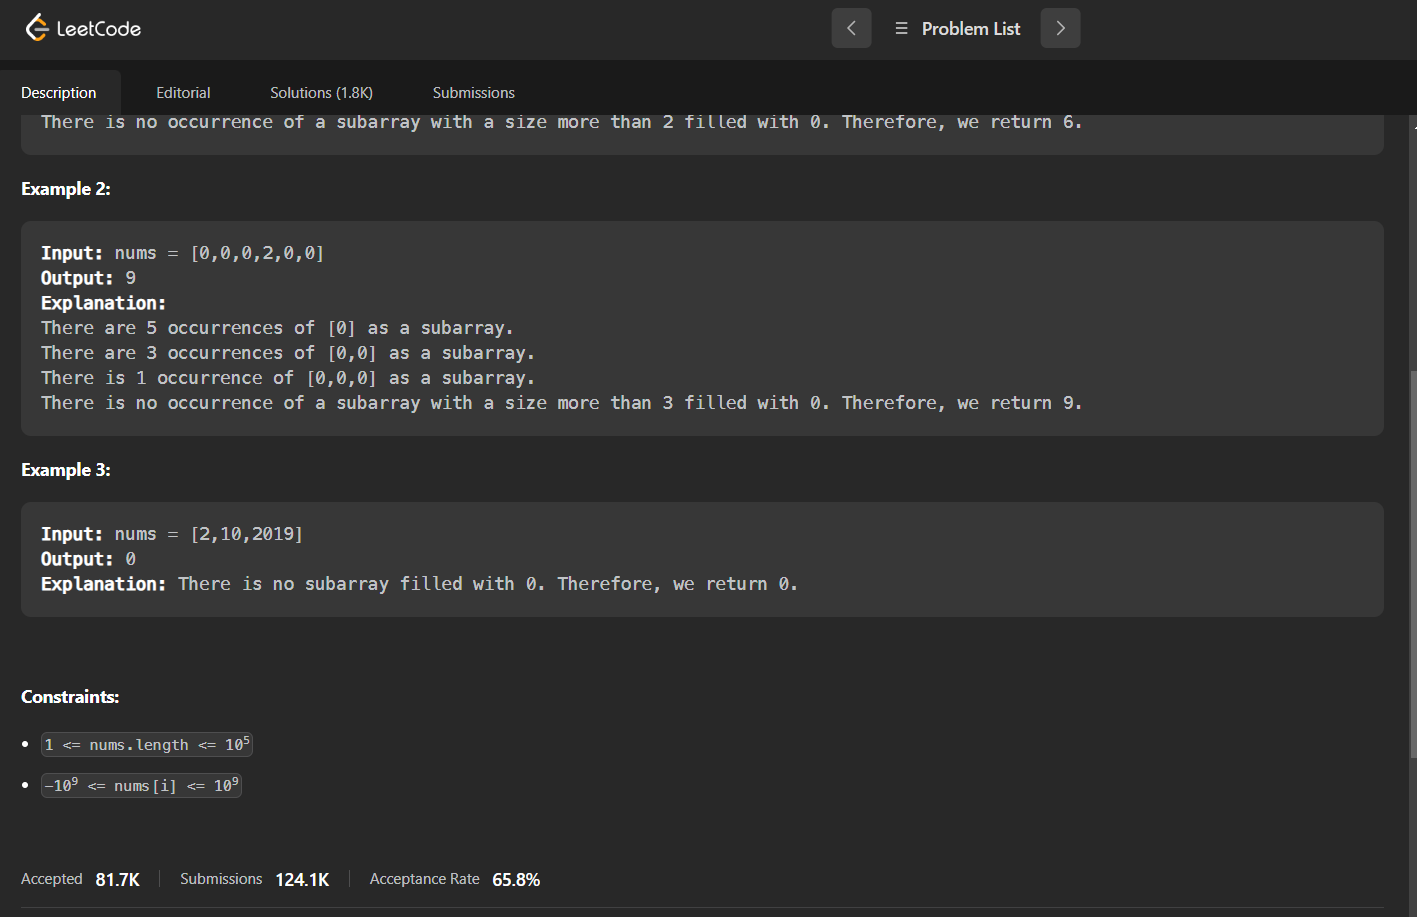 LeetCode
Problem List
Description Editorial Solutions (1.8K) Submissions
There is no occurrence of a subarray with a size more than 2 filled with 0. Therefore, we return 6.
Example 2:
Input: nums = [0,0,0,2,0,0]
Output: 9
Explanation:
There are 5 occurrences of [0] as a subarray.
There are 3 occurrences of [0,0] as a subarray.
There is 1 occurrence of [0,0,0] as a subarray.
There is no occurrence of a subarray with a size more than 3 filled with 0. Therefore, we return 9.
Example 3:
Input: nums = [2,10,2019]
Output: 0
Explanation: There is no subarray filled with 0. Therefore, we return 0.
Constraints:
• 1 <= nums.length <= 10⁵
• -10⁹ <= nums[i] <= 10⁹
Accepted 81.7K Submissions 124.1K Acceptance Rate 65.8%